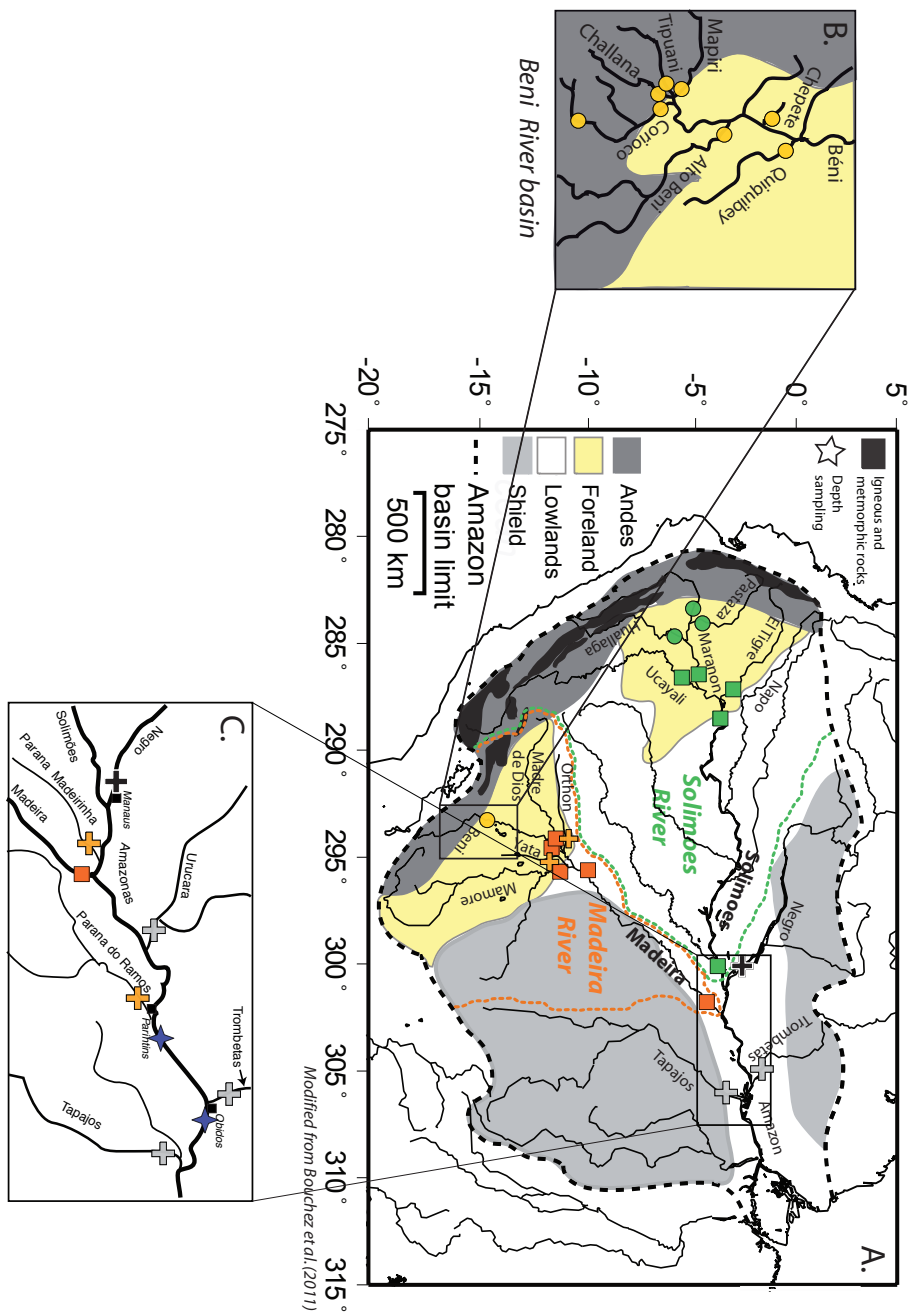 B.
Mapiri
Tipuani
Challana
Chepete
Béni
Corioco
Alto Beni
Quiquibey
Beni River basin
A.
5°
0°
-5°
-10°
-15°
-20°
275°
280°
285°
290°
295°
300°
305°
310°
315°
Igneous and
metmorphic rocks
Depth
sampling
Andes
Foreland
Lowlands
Shield
Amazon
basin limit
500 km
Pastaza
El Tigre
Napo
Maranon
Huallaga
Ucayali
Solimoes
River
Solimoes
Negro
Orthon
Madre
de Dios
Yata
Beni
Mamore
Madeira
River
Madeira
Trombetas
Tapajos
Amazon
C.
Negro
Solimões
Manaus
Parana Madeirinha
Madeira
Amazonas
Urucara
Parana do Ramos
Parintins
Trombetas
Obidos
Tapajos
Modified from Bouchez et al. (2011)